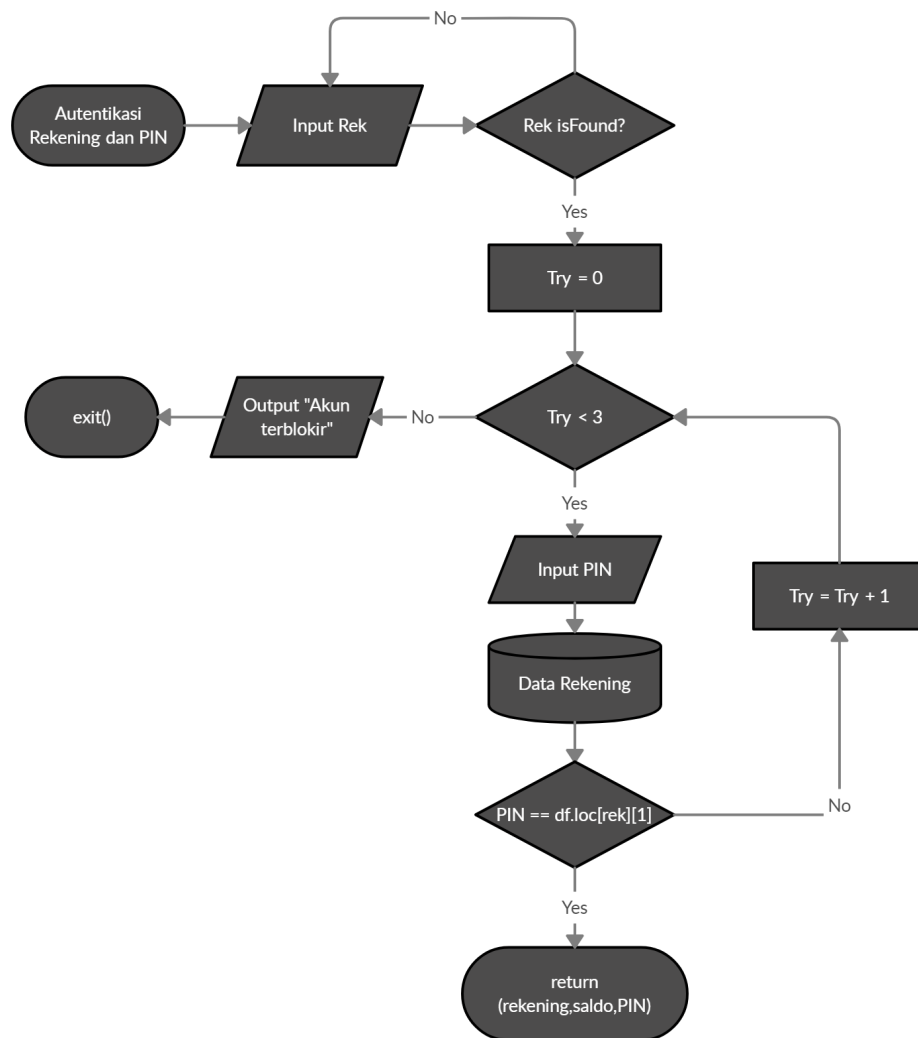 No
Autentikasi
Rekening dan PIN
Input Rek
Rek isFound?
Yes
Try = 0
exit()
Output "Akun
terblokir"
No
Try < 3
Yes
Input PIN
Try = Try + 1
Data Rekening
PIN == df.loc[rek][1]
No
Yes
return
(rekening,saldo,PIN)